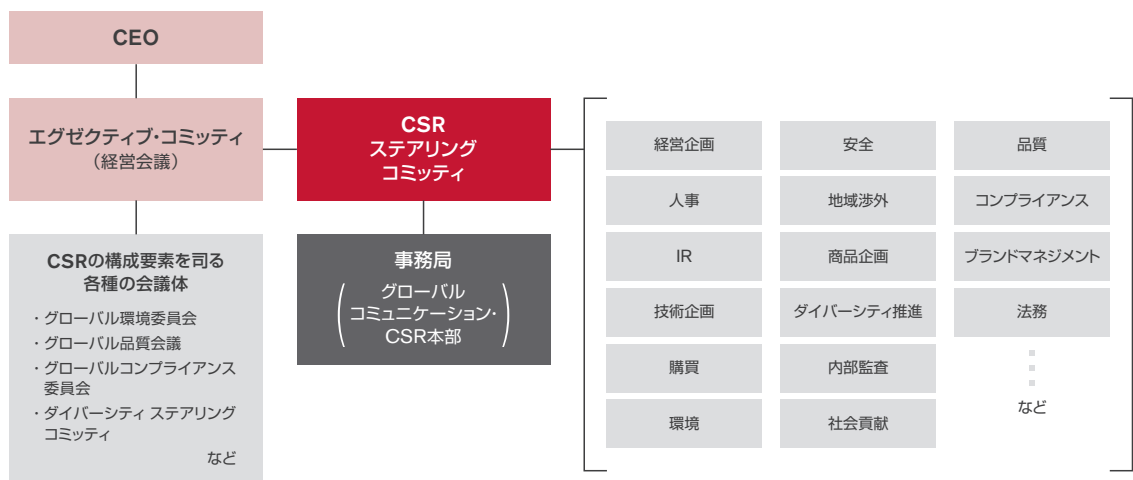 CEO
エグゼクティブ・コミッティ
（経営会議）
CSR
ステアリング
コミッティ
CSRの構成要素を司る
各種の会議体
・グローバル環境委員会
・グローバル品質会議
・グローバルコンプライアンス
委員会
・ダイバーシティ ステアリング
コミッティ
など
事務局
（グローバル
コミュニケーション・
CSR本部）
経営企画
安全
品質
人事
地域渉外
コンプライアンス
IR
商品企画
ブランドマネジメント
技術企画
ダイバーシティ推進
法務
購買
内部監査
環境
社会貢献
など